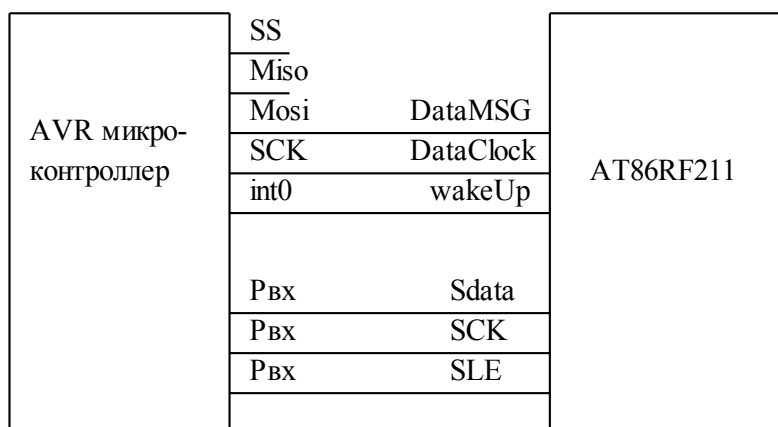 SS
Miso
Mosi DataMSG
AVR микро-
контроллер
SCK DataClock
AT86RF211
int0 wakeUp
Рвх Sdata
Рвх SCK
Рвх SLE